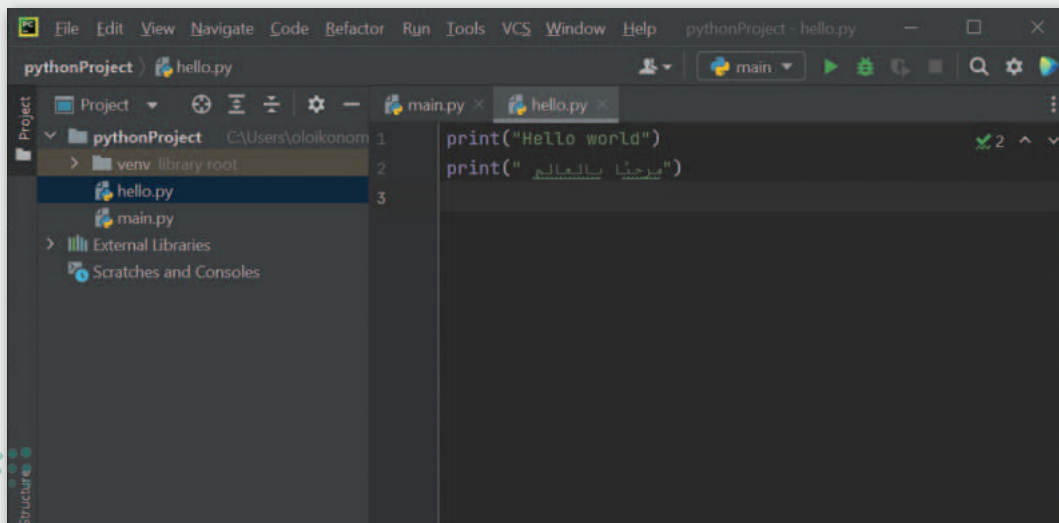 PC
File Edit View Navigate Code Refactor Run Tools VCS Window Help pythonProject - hello.py
pythonProject hello.py main
Project
Project
main.py hello.py
pythonProject C:\Users\oloikonom
venv library root
hello.py
main.py
External Libraries
Scratches and Consoles
1 print("Hello world")
2 print(" مرحبًا بالعالم")
3
2
Structure